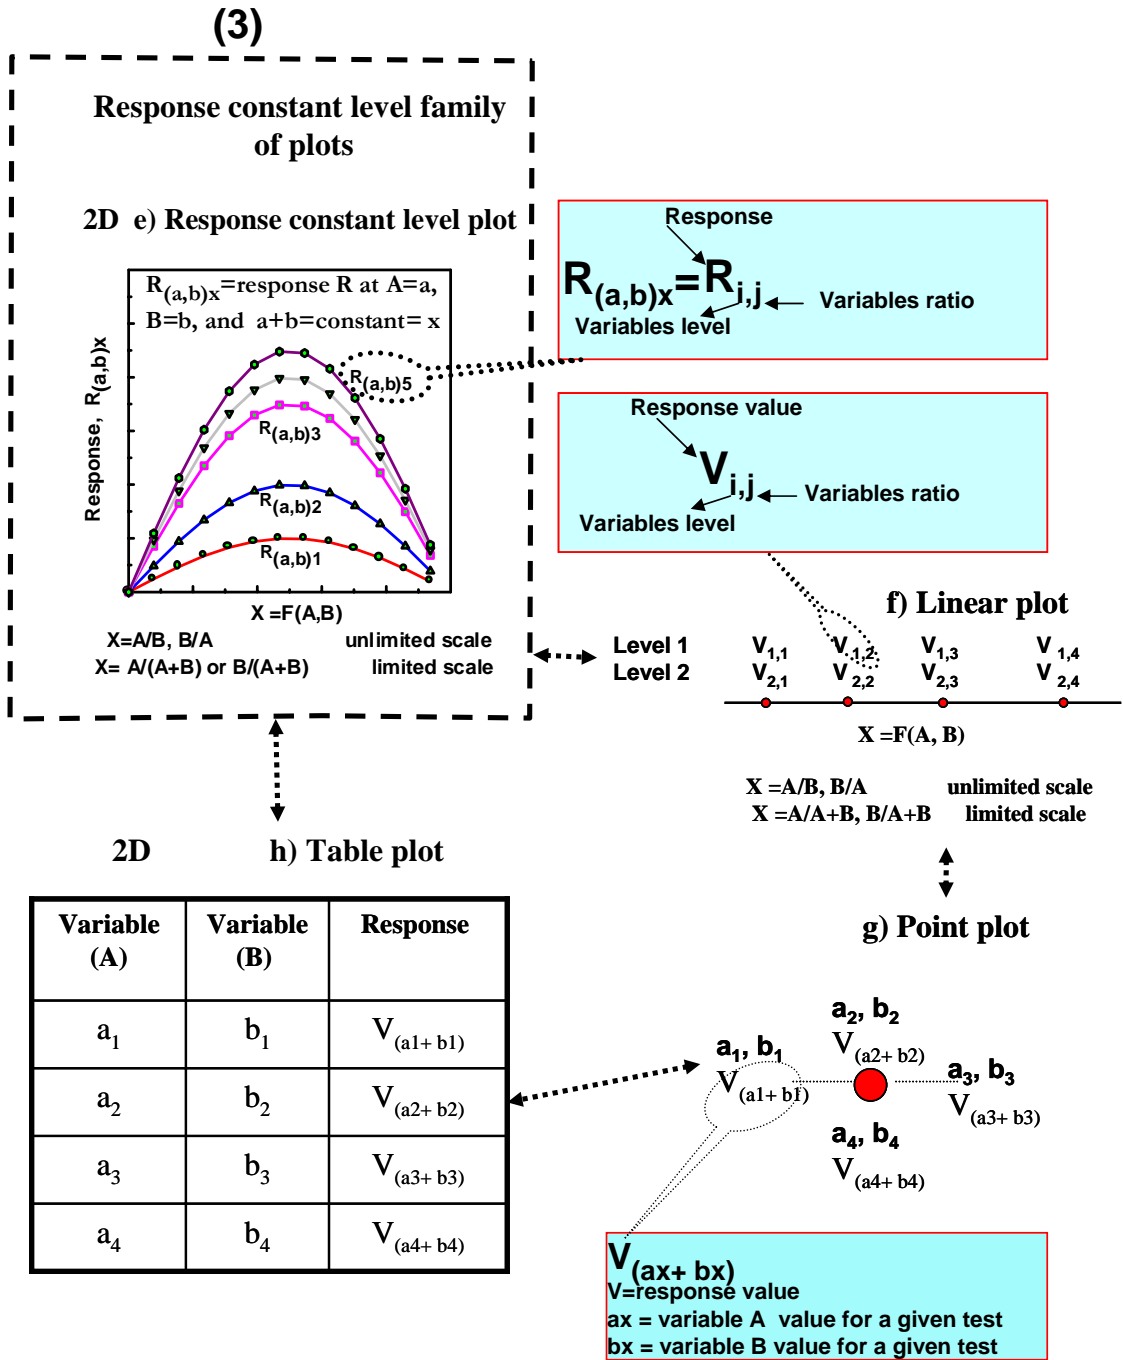 (3)
Response constant level family
of plots
2D e) Response constant level plot
R(a,b)x=response R at A=a,
B=b, and a+b=constant= x
R(a,b)5
R(a,b)3
R(a,b)2
R(a,b)1
Response, R(a,b)x
X =F(A,B)
X=A/B, B/A unlimited scale
X= A/(A+B) or B/(A+B) limited scale
Response
R(a,b)x=Ri,j
Variables ratio
Variables level
Response value
Vi,j
Variables ratio
Variables level
f) Linear plot
Level 1 V1,1 V1,2 V1,3 V1,4
Level 2 V2,1 V2,2 V2,3 V2,4
X =F(A, B)
X =A/B, B/A unlimited scale
X =A/A+B, B/A+B limited scale
2D h) Table plot
Variable (A) Variable (B) Response
a1 b1 V(a1+ b1)
a2 b2 V(a2+ b2)
a3 b3 V(a3+ b3)
a4 b4 V(a4+ b4)
g) Point plot
a2, b2
V(a2+ b2)
a1, b1
V(a1+ b1)
a3, b3
V(a3+ b3)
a4, b4
V(a4+ b4)
V(ax+ bx)
V=response value
ax = variable A value for a given test
bx = variable B value for a given test